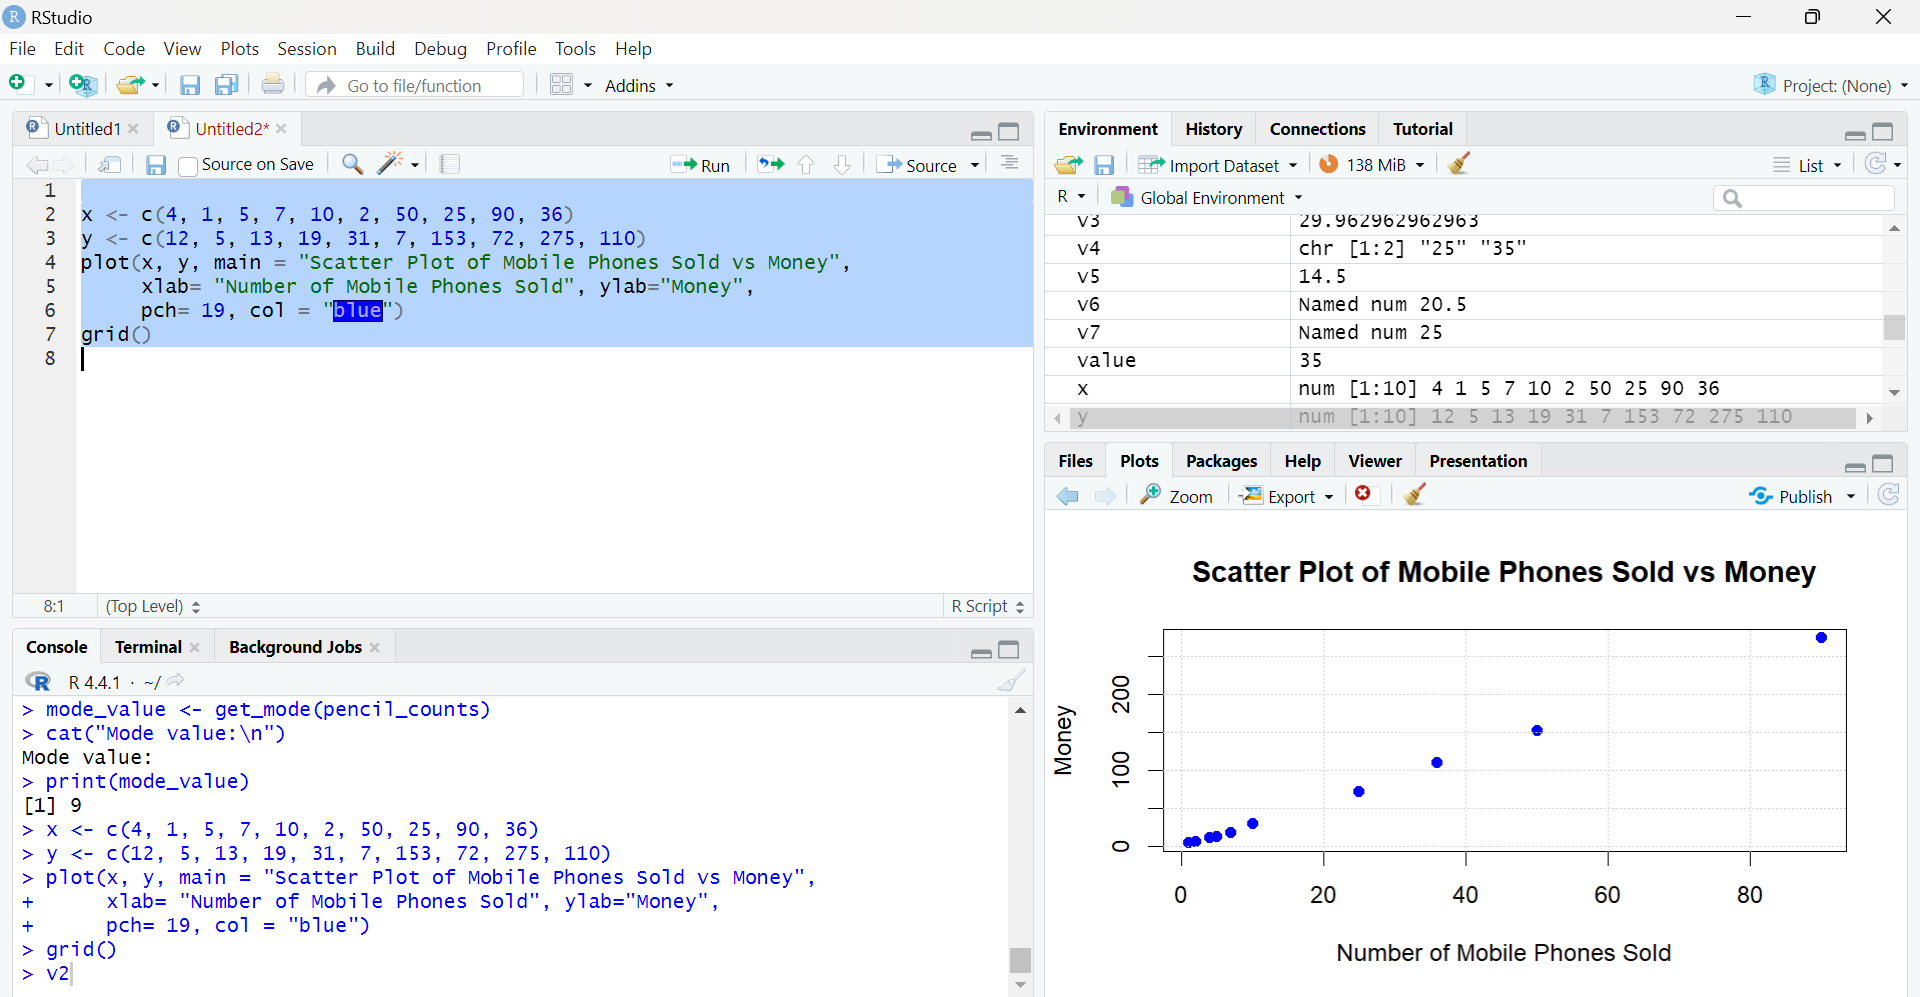 RStudio
File Edit Code View Plots Session Build Debug Profile Tools Help
Go to file/function Addins Project: (None)
Untitled1 Untitled2*
Source on Save Run Source
1
2 x <- c(4, 1, 5, 7, 10, 2, 50, 25, 90, 36)
3 y <- c(12, 5, 13, 19, 31, 7, 153, 72, 275, 110)
4 plot(x, y, main = "Scatter Plot of Mobile Phones Sold vs Money",
5 xlab= "Number of Mobile Phones Sold", ylab="Money",
6 pch= 19, col = "blue")
7 grid()
8
8:1 (Top Level) R Script
Console Terminal Background Jobs
R 4.4.1 · ~/
> mode_value <- get_mode(pencil_counts)
> cat("Mode value:\n")
Mode value:
> print(mode_value)
[1] 9
> x <- c(4, 1, 5, 7, 10, 2, 50, 25, 90, 36)
> y <- c(12, 5, 13, 19, 31, 7, 153, 72, 275, 110)
> plot(x, y, main = "Scatter Plot of Mobile Phones Sold vs Money",
+ xlab= "Number of Mobile Phones Sold", ylab="Money",
+ pch= 19, col = "blue")
> grid()
> v2
Environment History Connections Tutorial
Import Dataset 138 MiB List
R Global Environment
v3 29.962962962963
v4 chr [1:2] "25" "35"
v5 14.5
v6 Named num 20.5
v7 Named num 25
value 35
x num [1:10] 4 1 5 7 10 2 50 25 90 36
y num [1:10] 12 5 13 19 31 7 153 72 275 110
Files Plots Packages Help Viewer Presentation
Zoom Export Publish
Scatter Plot of Mobile Phones Sold vs Money
Money
200
100
0
0 20 40 60 80
Number of Mobile Phones Sold